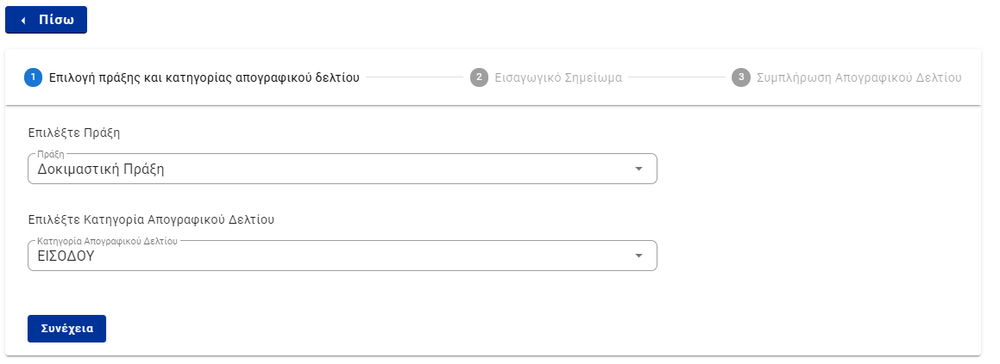 Πίσω
1 Επιλογή πράξης και κατηγορίας απογραφικού δελτίου 2 Εισαγωγικό Σημείωμα 3 Συμπλήρωση Απογραφικού Δελτίου
Επιλέξτε Πράξη
Πράξη
Δοκιμαστική Πράξη
Επιλέξτε Κατηγορία Απογραφικού Δελτίου
Κατηγορία Απογραφικού Δελτίου
ΕΙΣΟΔΟΥ
Συνέχεια